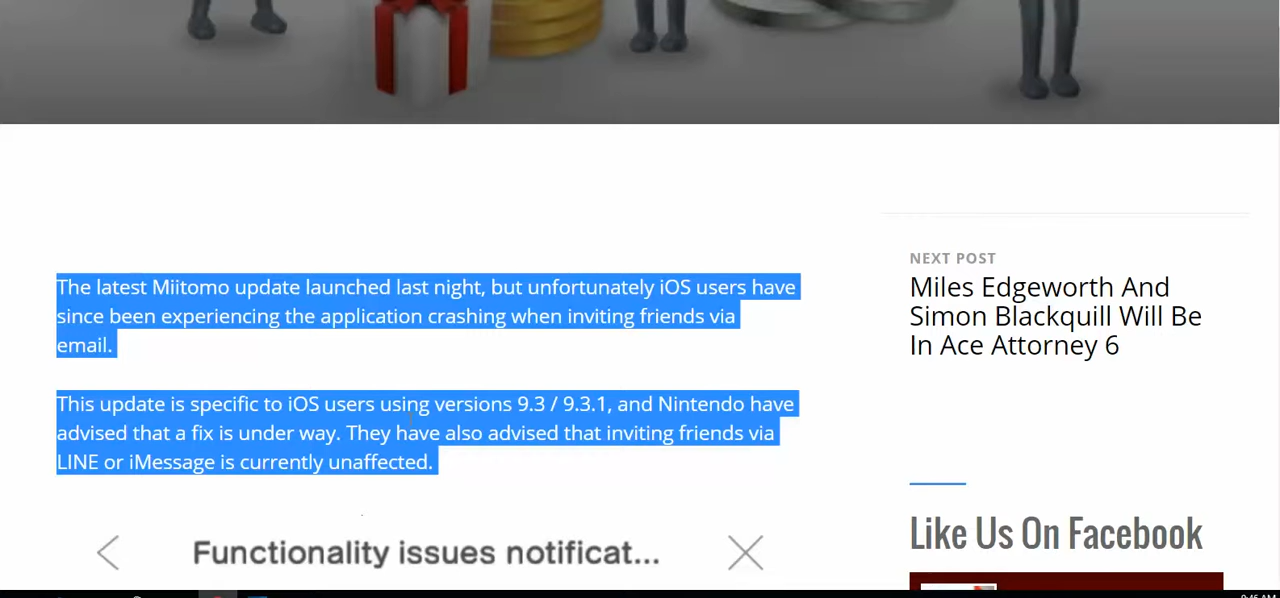 The latest Miitomo update launched last night, but unfortunately iOS users have
since been experiencing the application crashing when inviting friends via
email.
This update is specific to iOS users using versions 9.3 / 9.3.1, and Nintendo have
advised that a fix is under way. They have also advised that inviting friends via
LINE or iMessage is currently unaffected.
Functionality issues notificat...
NEXT POST
Miles Edgeworth And
Simon Blackquill Will Be
In Ace Attorney 6
Like Us On Facebook